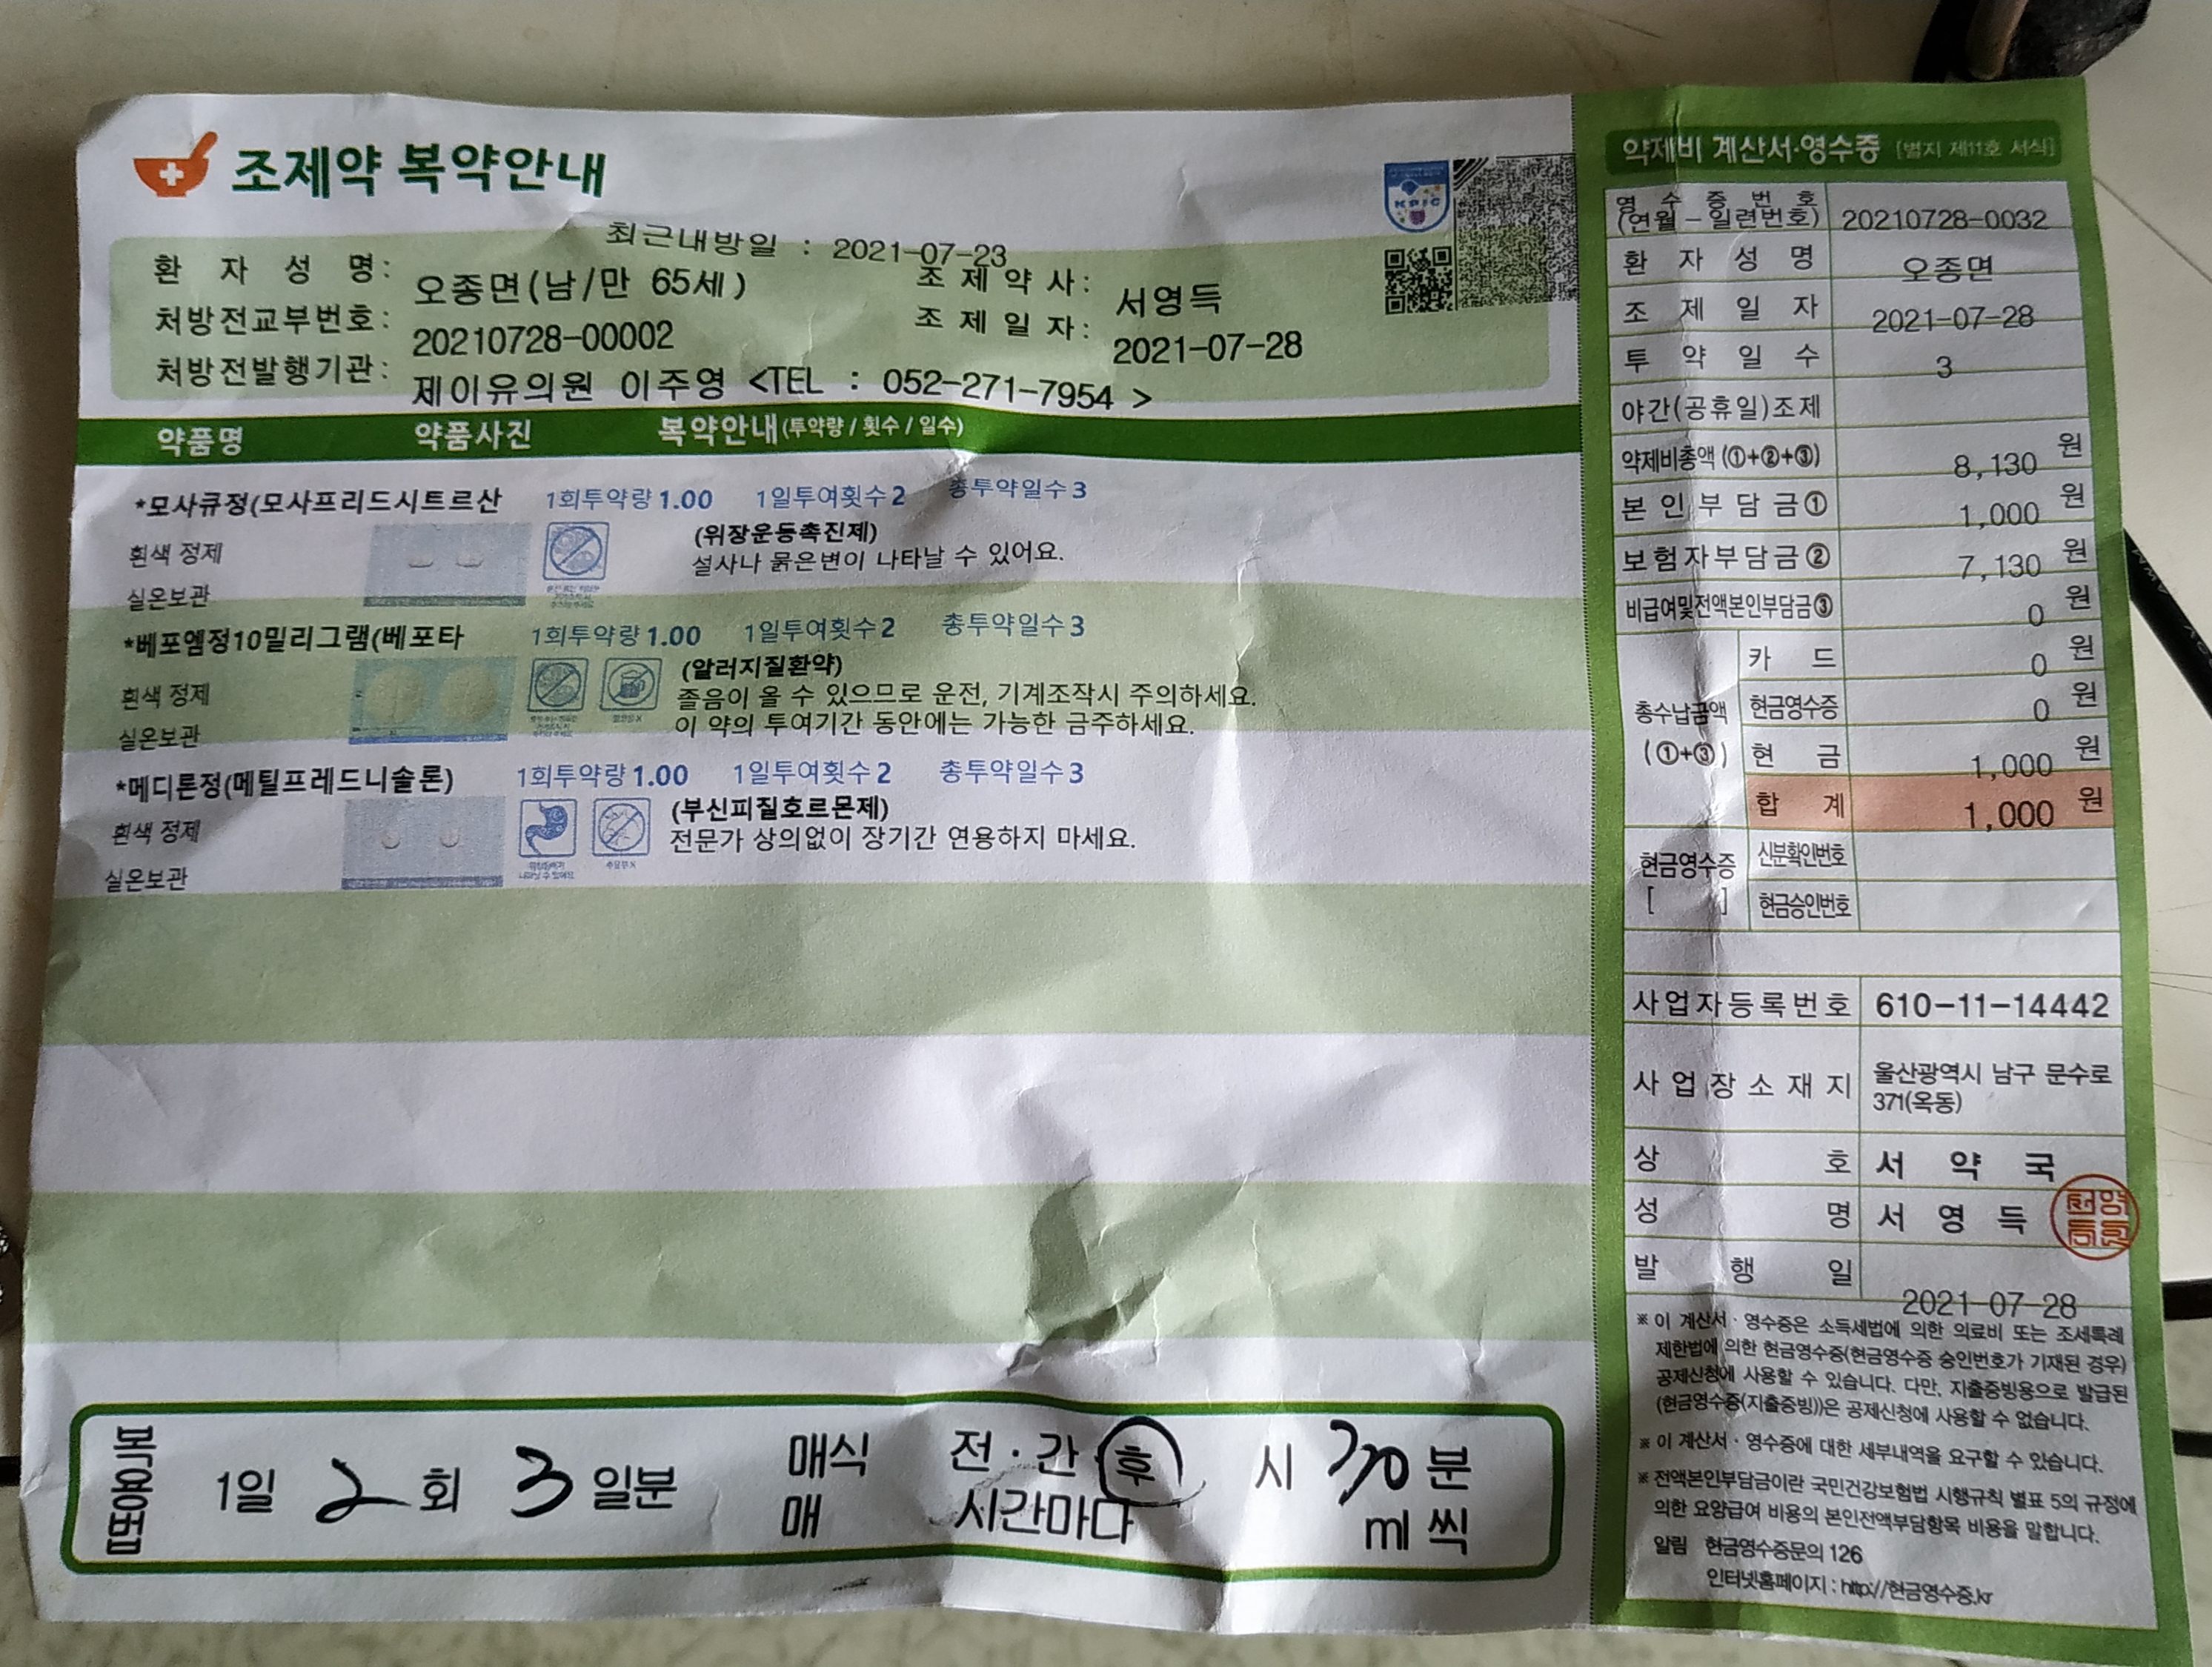 조제약 복약안내
최근내방일 : 2021-07-23
환 자 성 명: 오종면(남/만 65세) 조 제 약 사: 서영득
처방전교부번호: 20210728-00002 조 제 일 자: 2021-07-28
처방전발행기관: 제이유의원 이주영 <TEL : 052-271-7954 >
KPIC
약품명 약품사진 복약안내(투약량 / 횟수 / 일수)
*모사큐정(모사프리드시트르산 1회투약량 1.00 1일투여횟수 2 총투약일수 3
흰색 정제 (위장운동촉진제)
설사나 묽은변이 나타날 수 있어요.
실온보관
*베포엠정10밀리그램(베포타 1회투약량 1.00 1일투여횟수 2 총투약일수 3
(알러지질환약)
흰색 정제 졸음이 올 수 있으므로 운전, 기계조작시 주의하세요.
실온보관 이 약의 투여기간 동안에는 가능한 금주하세요.
*메디론정(메틸프레드니솔론) 1회투약량 1.00 1일투여횟수 2 총투약일수 3
(부신피질호르몬제)
흰색 정제 전문가 상의없이 장기간 연용하지 마세요.
실온보관
복용법
1일 2 회 3 일분 매식 전 · 간 · 후 시 30 분
매 시간마다 ml 씩
약제비 계산서·영수증 [별지 제11호 서식]
영 수 증 번 호
(연월 - 일련번호) 20210728-0032
환 자 성 명 오종면
조 제 일 자 2021-07-28
투 약 일 수 3
야간(공휴일)조제
약제비총액 (①+②+③) 8,130 원
본 인 부 담 금 ① 1,000 원
보험자부담금② 7,130 원
비급여및전액본인부담금③ 0 원
총수납금액
(①+③)
카 드 0 원
현금영수증 0 원
현 금 1,000 원
합 계 1,000 원
현금영수증
[ ]
신분확인번호
현금승인번호
사업자등록번호 610-11-14442
사 업 장 소 재 지 울산광역시 남구 문수로
371(옥동)
상 호 서 약 국
성 명 서 영 득
발 행 일 2021-07-28
※ 이 계산서 · 영수증은 소득세법에 의한 의료비 또는 조세특례
제한법에 의한 현금영수증(현금영수증 승인번호가 기재된 경우)
공제신청에 사용할 수 있습니다. 다만, 지출증빙용으로 발급된
(현금영수증(지출증빙))은 공제신청에 사용할 수 없습니다.
※ 이 계산서 · 영수증에 대한 세부내역을 요구할 수 있습니다.
※ 전액본인부담금이란 국민건강보험법 시행규칙 별표 5의 규정에
의한 요양급여 비용의 본인전액부담항목 비용을 말합니다.
알림 현금영수증문의 126
인터넷홈페이지 : http://현금영수증.kr